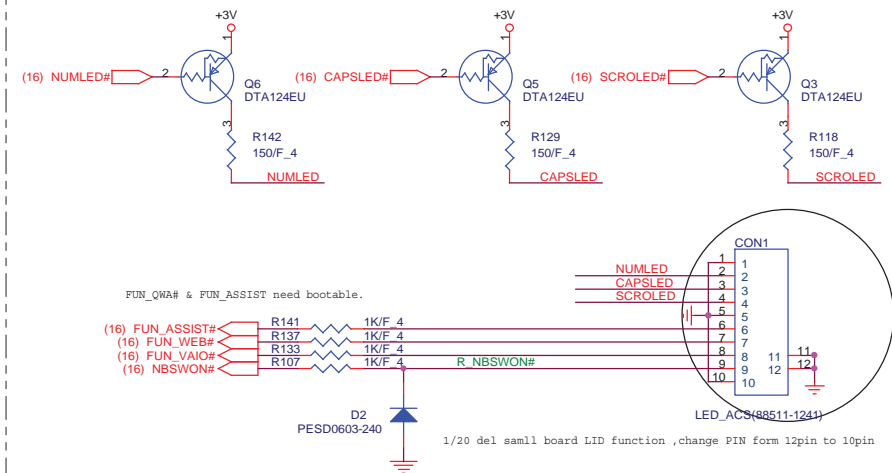 +3V +3V +3V
1 1 1
(16) NUMLED# 2 (16) CAPSLED# 2 (16) SCROLED# 2
Q6 Q5 Q3
DTA124EU DTA124EU DTA124EU
3 3 3
R142 R129 R118
150/F_4 150/F_4 150/F_4
NUMLED CAPSLED SCROLED
CON1
1 1
NUMLED 2 2
CAPSLED 3 3
SCROLED 4 4
5 5
FUN_QWA# & FUN_ASSIST need bootable.
(16) FUN_ASSIST# R141 1K/F_4 6 6
(16) FUN_WEB# R137 1K/F_4 7 7
(16) FUN_VAIO# R133 1K/F_4 8 8 11 11
(16) NBSWON# R107 1K/F_4 R_NBSWON# 9 9 12 12
10 10
D2
PESD0603-240
LED_ACS(88511-1241)
1/20 del samll board LID function ,change PIN form 12pin to 10pin